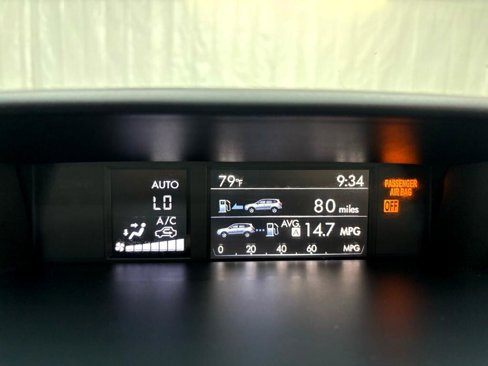 AUTO
LO
A/C
79°F 9:34
80 miles
AVG A 14.7 MPG
0 20 40 60 MPG
PASSENGER
AIR BAG
OFF